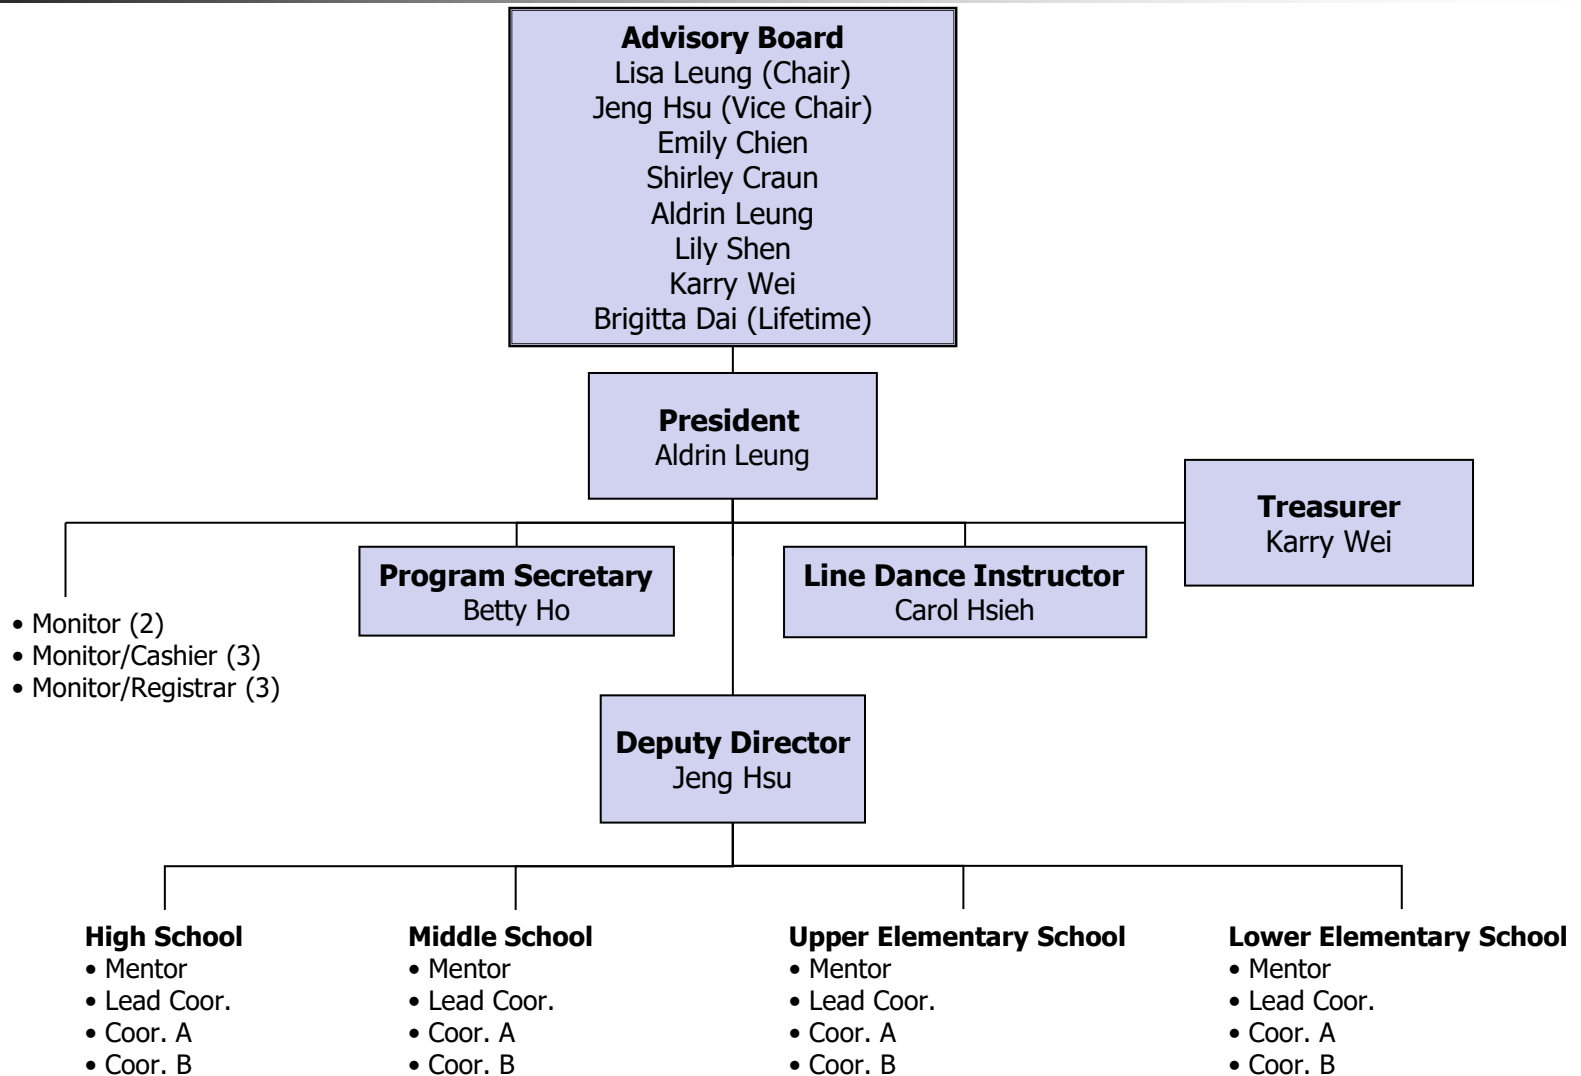 Advisory Board
Lisa Leung (Chair)
Jeng Hsu (Vice Chair)
Emily Chien
Shirley Craun
Aldrin Leung
Lily Shen
Karry Wei
Brigitta Dai (Lifetime)
President
Aldrin Leung
Treasurer
Karry Wei
Program Secretary
Betty Ho
Line Dance Instructor
Carol Hsieh
• Monitor (2)
• Monitor/Cashier (3)
• Monitor/Registrar (3)
Deputy Director
Jeng Hsu
High School
• Mentor
• Lead Coor.
• Coor. A
• Coor. B
Middle School
• Mentor
• Lead Coor.
• Coor. A
• Coor. B
Upper Elementary School
• Mentor
• Lead Coor.
• Coor. A
• Coor. B
Lower Elementary School
• Mentor
• Lead Coor.
• Coor. A
• Coor. B